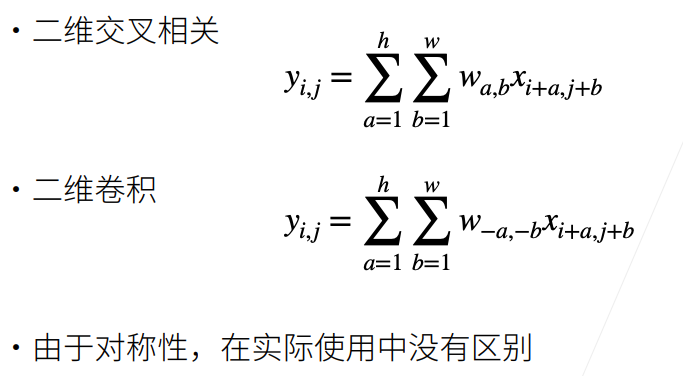 • 二维交叉相关
$y_{i,j} = \sum_{a=1}^{h} \sum_{b=1}^{w} w_{a,b} x_{i+a,j+b}$
• 二维卷积
$y_{i,j} = \sum_{a=1}^{h} \sum_{b=1}^{w} w_{-a,-b} x_{i+a,j+b}$
• 由于对称性，在实际使用中没有区别